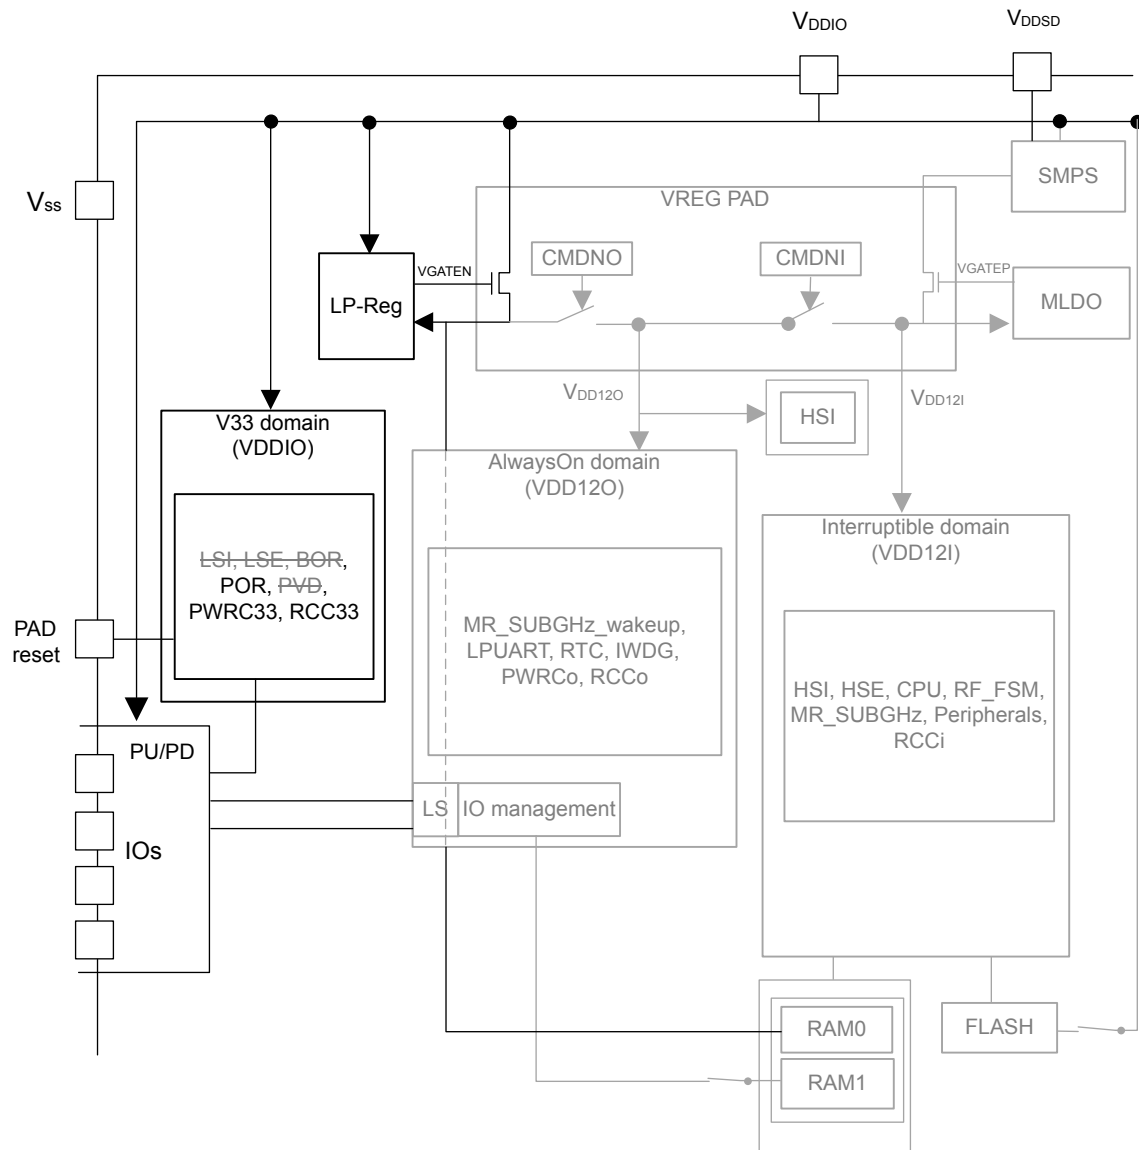 VDDIO
VDDSD
Vss
SMPS
VREG PAD
CMDNO
CMDNI
VGATEN
VGATEP
LP-Reg
MLDO
VDD12O
VDD12I
HSI
V33 domain
(VDDIO)
AlwaysOn domain
(VDD12O)
Interruptible domain
(VDD12I)
LSI, LSE, BOR,
POR, PVD,
PWRC33, RCC33
PAD
reset
MR_SUBGHz_wakeup,
LPUART, RTC, IWDG,
PWRCo, RCCo
HSI, HSE, CPU, RF_FSM,
MR_SUBGHz, Peripherals,
RCCi
PU/PD
LS
IO management
IOs
RAM0
FLASH
RAM1